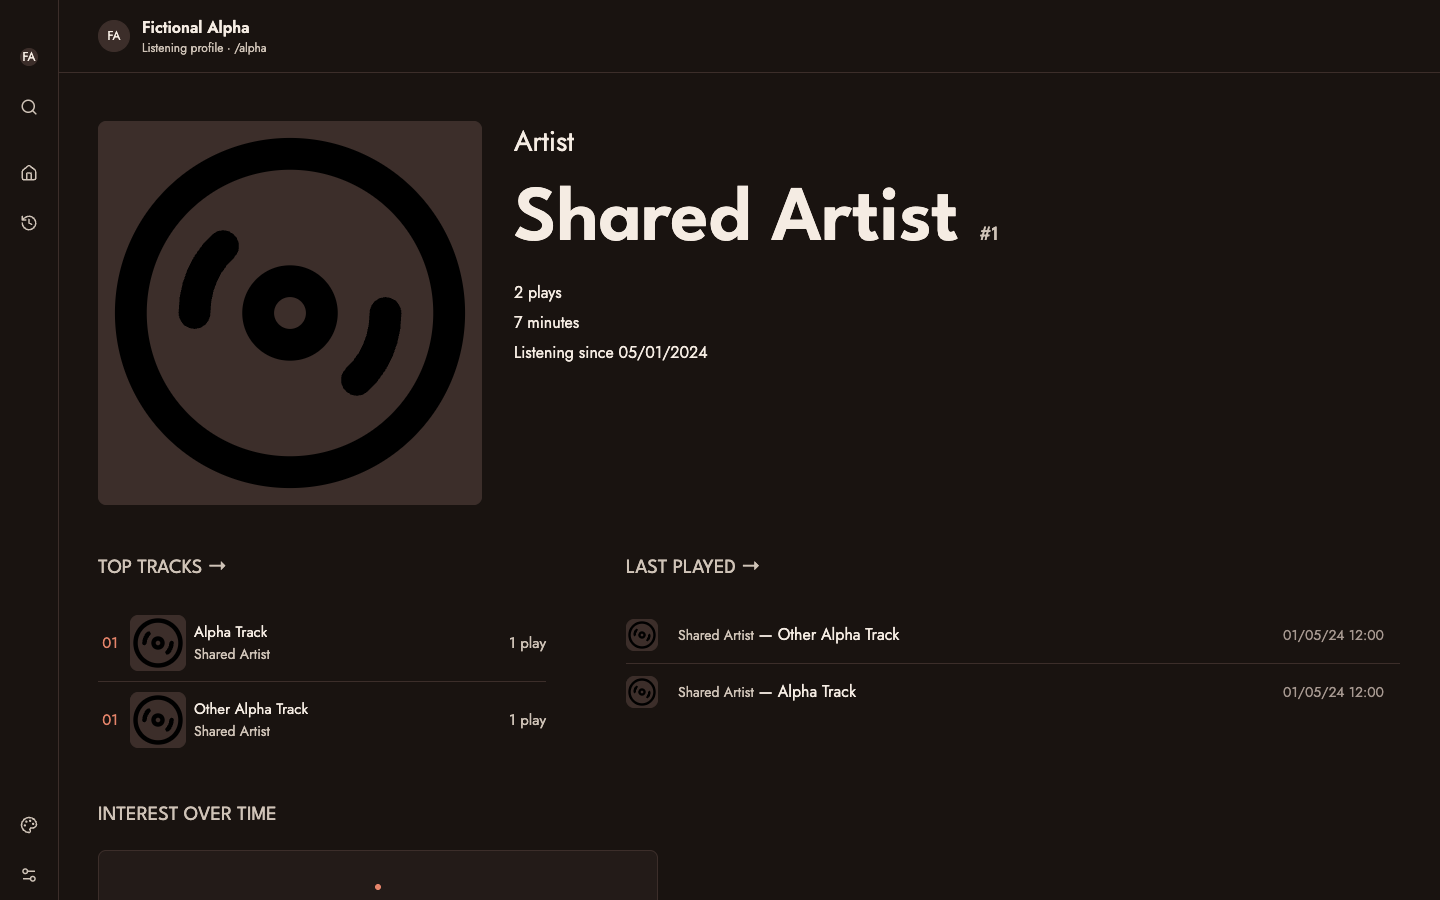 FA
FA
Fictional Alpha
Listening profile · /alpha
Artist
Shared Artist #1
2 plays
7 minutes
Listening since 05/01/2024
TOP TRACKS →
01
Alpha Track
Shared Artist
1 play
01
Other Alpha Track
Shared Artist
1 play
LAST PLAYED →
Shared Artist — Other Alpha Track 01/05/24 12:00
Shared Artist — Alpha Track 01/05/24 12:00
INTEREST OVER TIME